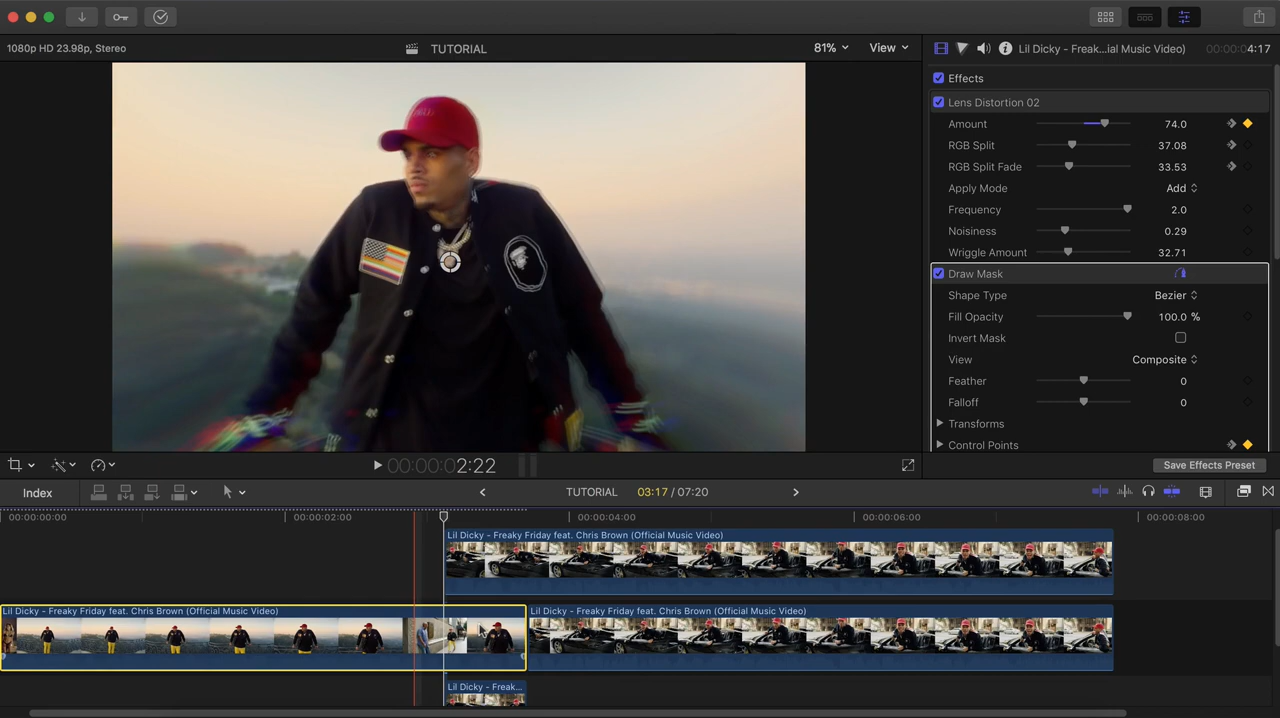 1080p HD 23.98p, Stereo
TUTORIAL
81%
View
Lil Dicky - Freak...ial Music Video)
00:00:04:17
Effects
Lens Distortion 02
Amount 74.0
RGB Split 37.08
RGB Split Fade 33.53
Apply Mode Add
Frequency 2.0
Noisiness 0.29
Wriggle Amount 32.71
Draw Mask
Shape Type Bezier
Fill Opacity 100.0 %
Invert Mask
View Composite
Feather 0
Falloff 0
Transforms
Control Points
00:00:02:22
Save Effects Preset
Index
TUTORIAL
03:17 / 07:20
00:00:00:00
00:00:02:00
00:00:04:00
00:00:06:00
00:00:08:00
Lil Dicky - Freaky Friday feat. Chris Brown (Official Music Video)
Lil Dicky - Freaky Friday feat. Chris Brown (Official Music Video)
Lil Dicky - Freaky Friday feat. Chris Brown (Official Music Video)
Lil Dicky - Freak...